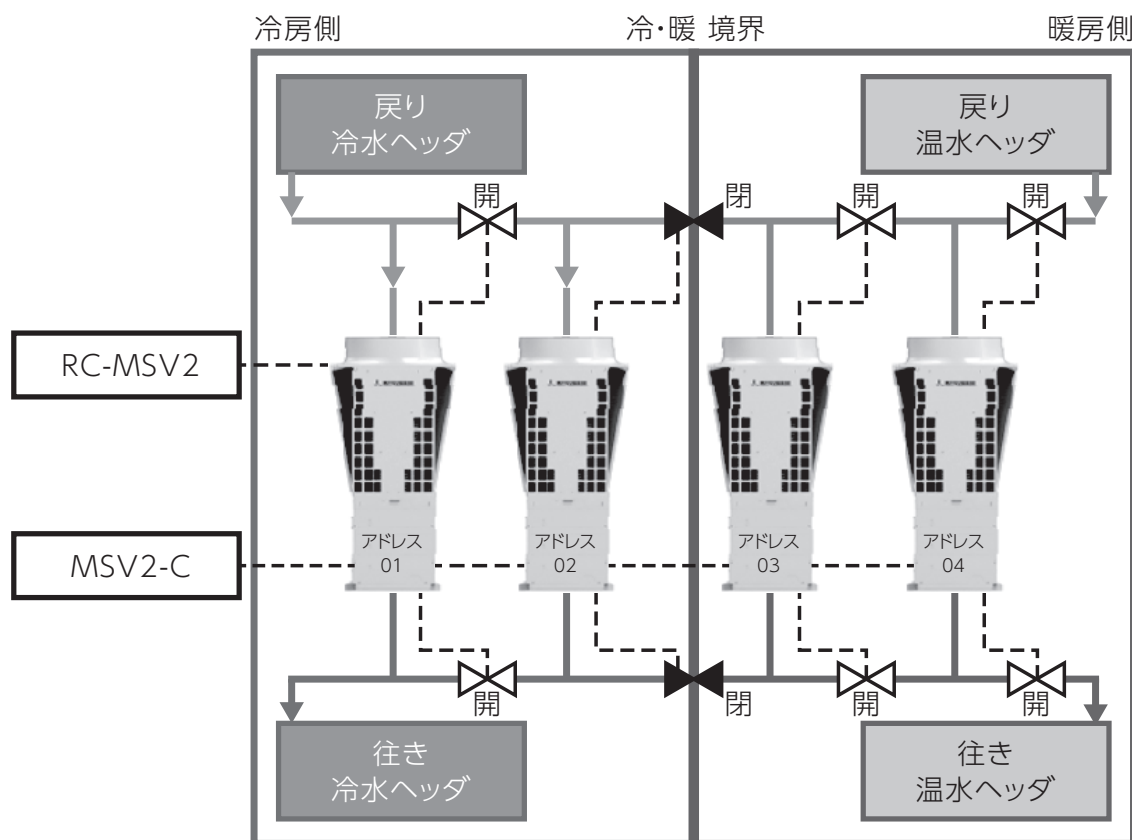 冷房側
冷・暖 境界
暖房側
戻り
冷水ヘッダ
戻り
温水ヘッダ
開
閉
開
開
RC-MSV2
MSV2-C
アドレス
01
アドレス
02
アドレス
03
アドレス
04
開
閉
開
開
往き
冷水ヘッダ
往き
温水ヘッダ